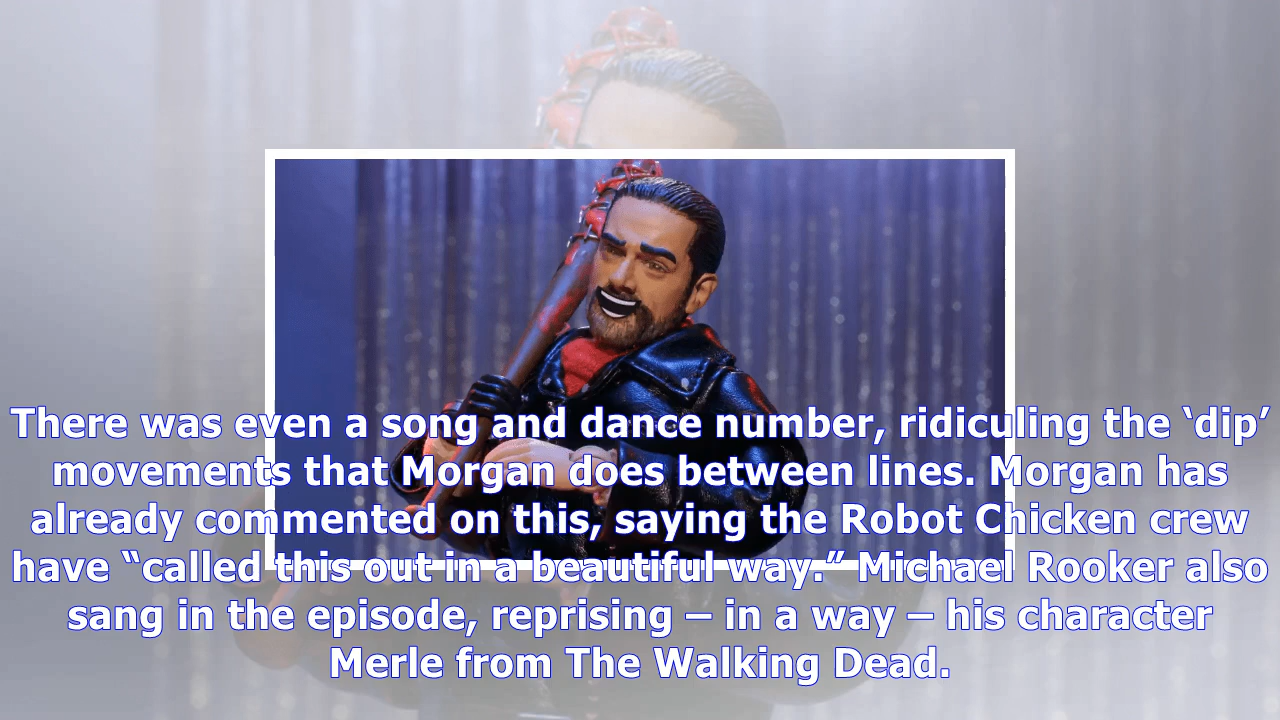 There was even a song and dance number, ridiculing the ‘dip’
movements that Morgan does between lines. Morgan has
already commented on this, saying the Robot Chicken crew
have “called this out in a beautiful way.” Michael Rooker also
sang in the episode, reprising – in a way – his character
Merle from The Walking Dead.